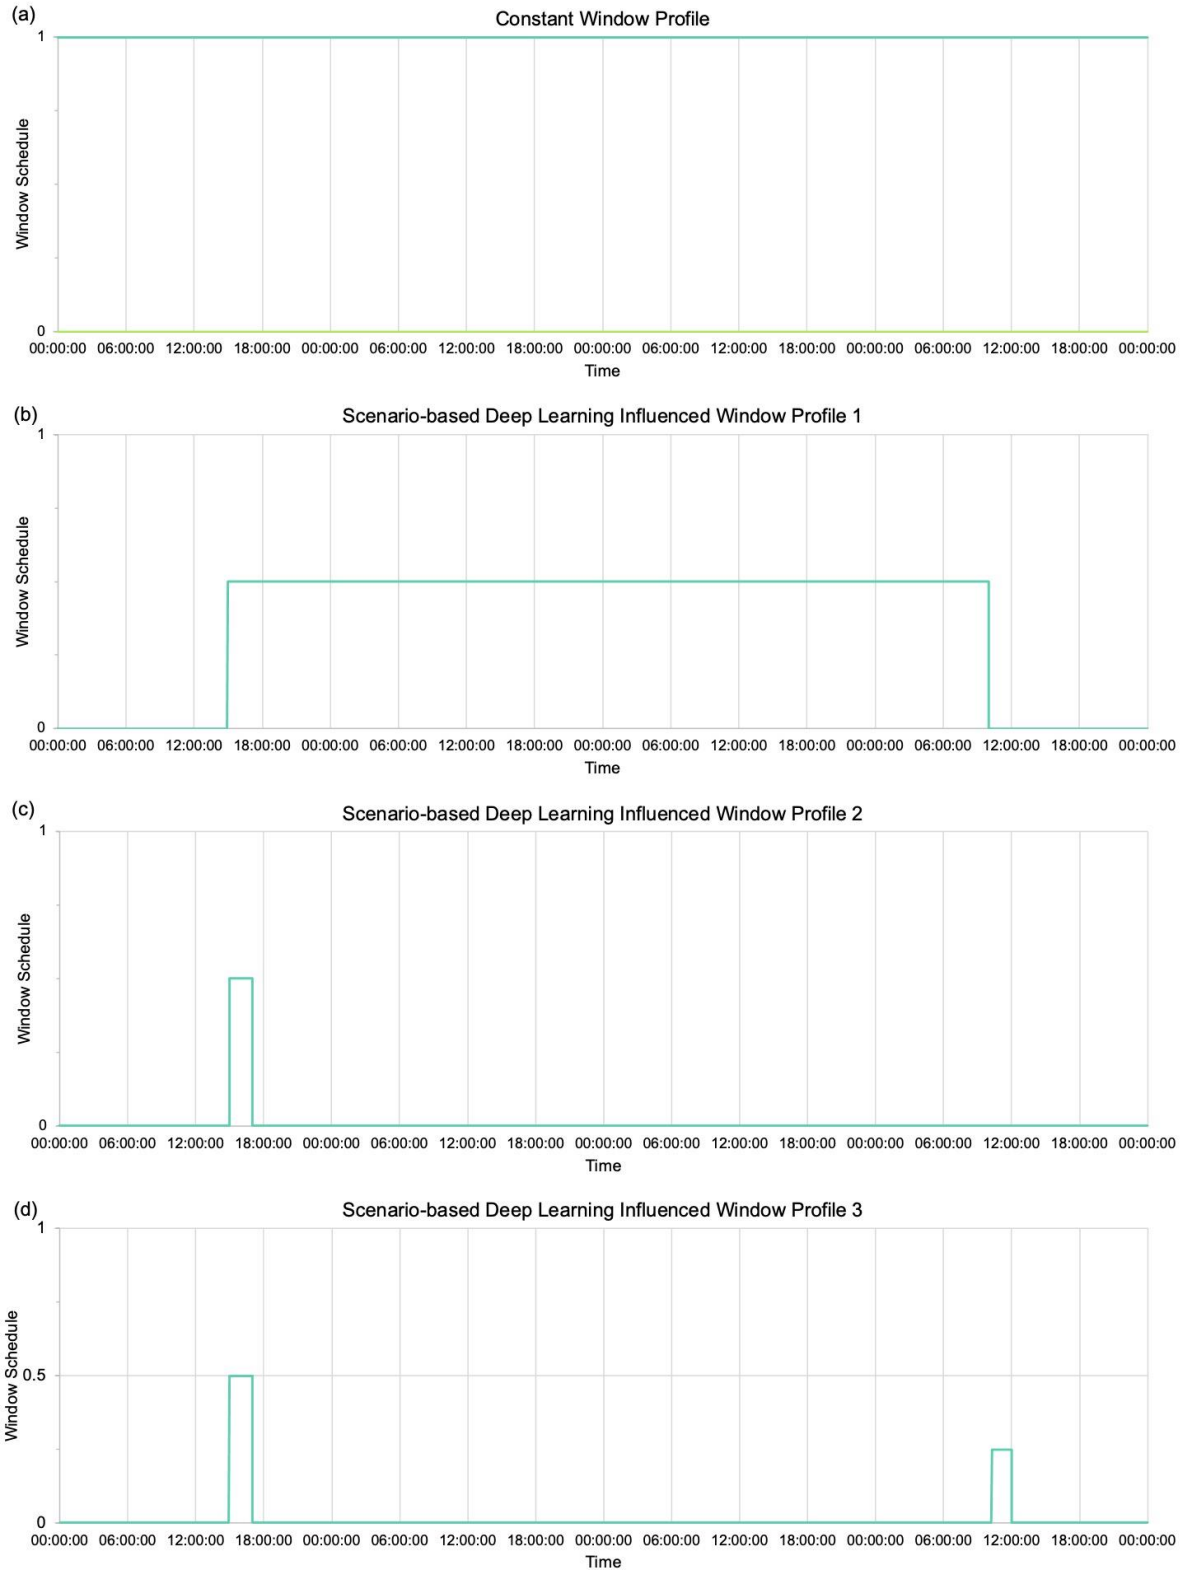 (a)
Constant Window Profile
1
Window Schedule
0
00:00:00 06:00:00 12:00:00 18:00:00 00:00:00 06:00:00 12:00:00 18:00:00 00:00:00 06:00:00 12:00:00 18:00:00 00:00:00 06:00:00 12:00:00 18:00:00 00:00:00
Time
(b)
Scenario-based Deep Learning Influenced Window Profile 1
1
Window Schedule
0
00:00:00 06:00:00 12:00:00 18:00:00 00:00:00 06:00:00 12:00:00 18:00:00 00:00:00 06:00:00 12:00:00 18:00:00 00:00:00 06:00:00 12:00:00 18:00:00 00:00:00
Time
(c)
Scenario-based Deep Learning Influenced Window Profile 2
1
Window Schedule
0
00:00:00 06:00:00 12:00:00 18:00:00 00:00:00 06:00:00 12:00:00 18:00:00 00:00:00 06:00:00 12:00:00 18:00:00 00:00:00 06:00:00 12:00:00 18:00:00 00:00:00
Time
(d)
Scenario-based Deep Learning Influenced Window Profile 3
1
Window Schedule
0.5
0
00:00:00 06:00:00 12:00:00 18:00:00 00:00:00 06:00:00 12:00:00 18:00:00 00:00:00 06:00:00 12:00:00 18:00:00 00:00:00 06:00:00 12:00:00 18:00:00 00:00:00
Time